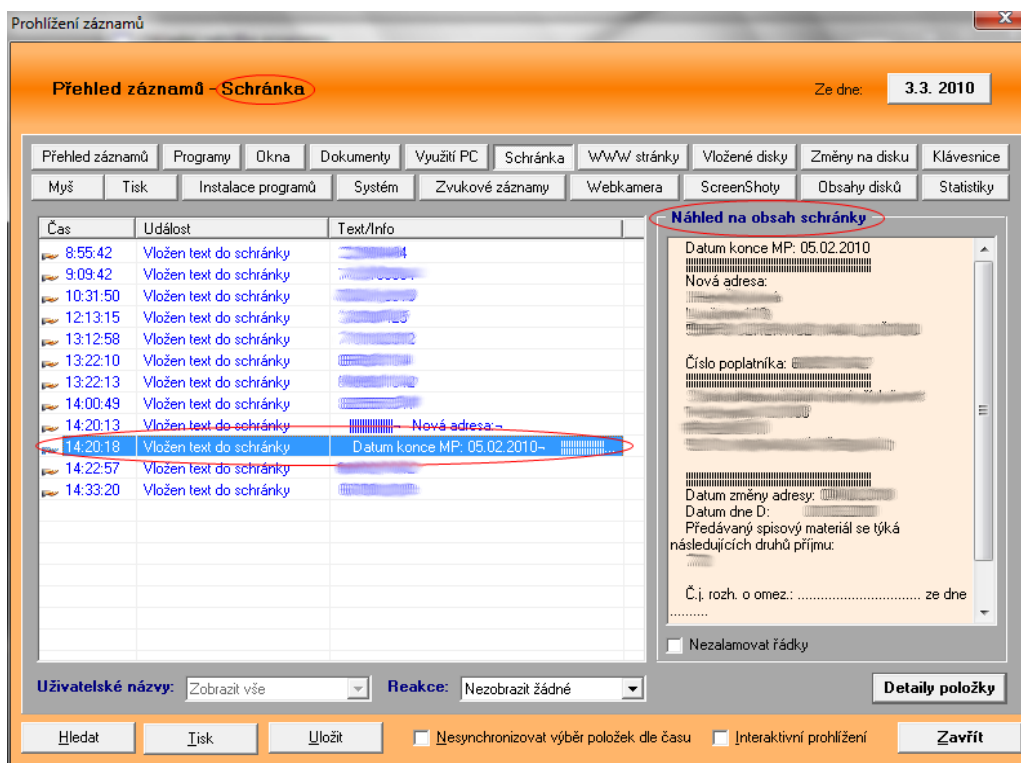 Prohlížení záznamů
Přehled záznamů - Schránka
Ze dne: 3.3. 2010
Přehled záznamů Programy Okna Dokumenty Využití PC Schránka WWW stránky Vložené disky Změny na disku Klávesnice
Myš Tisk Instalace programů Systém Zvukové záznamy Webkamera ScreenShoty Obsahy disků Statistiky
Čas Událost Text/Info
8:55:42 Vložen text do schránky
9:09:42 Vložen text do schránky
10:31:50 Vložen text do schránky
12:13:15 Vložen text do schránky
13:12:58 Vložen text do schránky
13:22:10 Vložen text do schránky
13:22:13 Vložen text do schránky
14:00:49 Vložen text do schránky
14:20:13 Vložen text do schránky Nová adresa:¬
14:20:18 Vložen text do schránky Datum konce MP: 05.02.2010¬
14:22:57 Vložen text do schránky
14:33:20 Vložen text do schránky
Náhled na obsah schránky
Datum konce MP: 05.02.2010
Nová adresa:
Číslo poplatníka:
Datum změny adresy:
Datum dne D:
Předávaný spisový materiál se týká
následujících druhů příjmu:
Č.j. rozh. o omez.: ............................... ze dne
..........
Nezalamovat řádky
Uživatelské názvy: Zobrazit vše Reakce: Nezobrazit žádné
Detaily položky
Hledat Tisk Uložit Nesynchronizovat výběr položek dle času Interaktivní prohlížení Zavřít